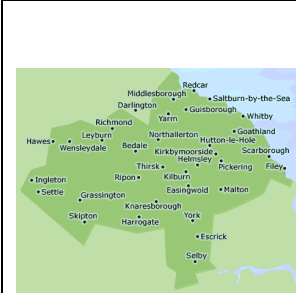 Redcar
Middlesborough
Saltburn-by-the-Sea
Darlington
Guisborough
Yarm
Whitby
Richmond
Goathland
Leyburn
Northallerton
Hutton-le-Hole
Hawes
Wensleydale
Bedale
Kirkbymoorside
Scarborough
Helmsley
Thirsk
Pickering
Filey
Ingleton
Ripon
Kilburn
Settle
Easingwold
Malton
Grassington
Knaresborough
Skipton
Harrogate
York
Escrick
Selby